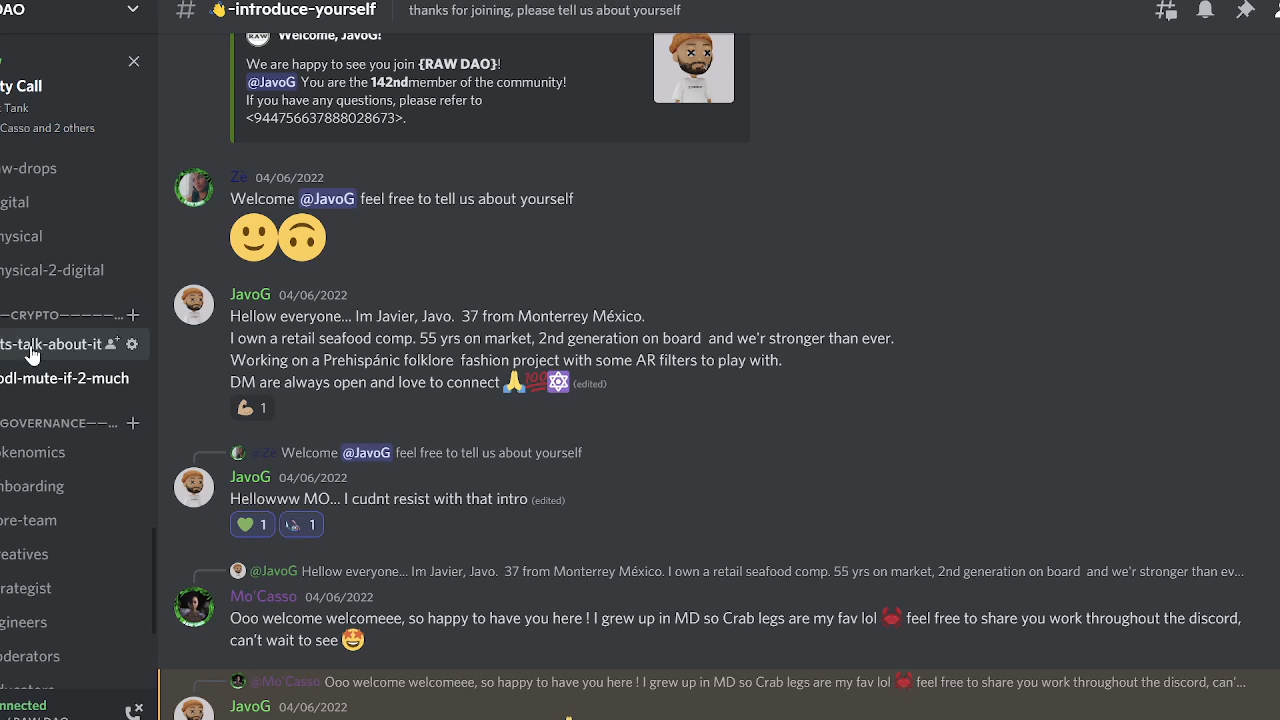 DAO
👋-introduce-yourself
thanks for joining, please tell us about yourself
ty Call
Tank
Casso and 2 others
w-drops
gital
hysical
hysical-2-digital
—CRYPTO—————...
ts-talk-about-it
odl-mute-if-2-much
GOVERNANCE——...
kenomics
nboarding
ore-team
eatives
rategist
gineers
oderators
nnected
/ RAW DAO
RAW
Welcome, JavoG!
We are happy to see you join {RAW DAO}!
@JavoG You are the 142ndmember of the community!
If you have any questions, please refer to
<944756637888028673>.
Zè 04/06/2022
Welcome @JavoG feel free to tell us about yourself
🙂🙃
JavoG 04/06/2022
Hellow everyone... Im Javier, Javo. 37 from Monterrey México.
I own a retail seafood comp. 55 yrs on market, 2nd generation on board and we'r stronger than ever.
Working on a Prehispánic folklore fashion project with some AR filters to play with.
DM are always open and love to connect 🙏💯🔯 (edited)
💪🏼 1
@Zè Welcome @JavoG feel free to tell us about yourself
JavoG 04/06/2022
Hellowww MO... I cudnt resist with that intro (edited)
💚 1 1
@JavoG Hellow everyone... Im Javier, Javo. 37 from Monterrey México. I own a retail seafood comp. 55 yrs on market, 2nd generation on board and we'r stronger than ev...
Mo'Casso 04/06/2022
Ooo welcome welcomeee, so happy to have you here ! I grew up in MD so Crab legs are my fav lol 🦀 feel free to share you work throughout the discord,
can't wait to see 🤩
@Mo'Casso Ooo welcome welcomeee, so happy to have you here ! I grew up in MD so Crab legs are my fav lol 🦀 feel free to share you work throughout the discord, can'...
JavoG 04/06/2022